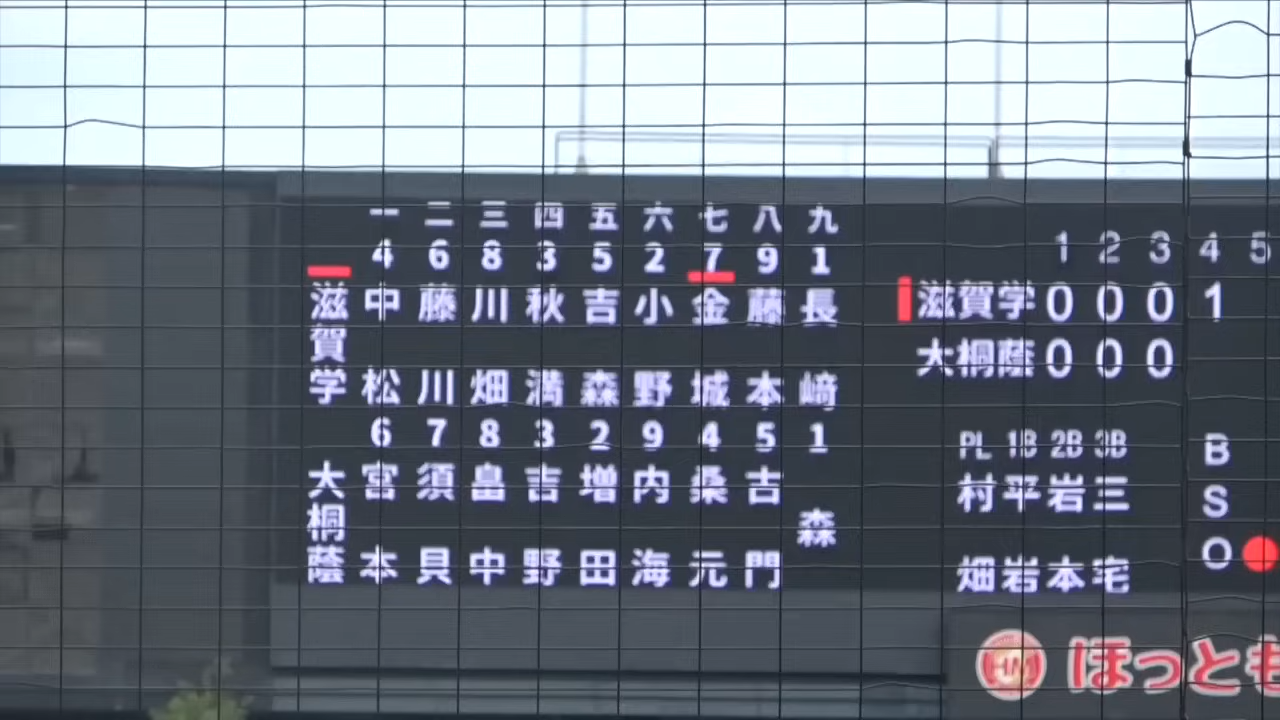 一 二 三 四 五 六 七 八 九
4 6 8 3 5 2 7 9 1
滋賀学 中松 藤川 川畑 秋満 吉森 小野 金城 藤本 長﨑
6 7 8 3 2 9 4 5 1
大桐蔭 宮本 須貝 畠中 吉野 増田 内海 桑元 古門 森
1 2 3 4 5
滋賀学 0 0 0 1
大桐蔭 0 0 0
PL 1B 2B 3B
村畑 平岩 岩本 三宅
B
S
O
HM ほっとも